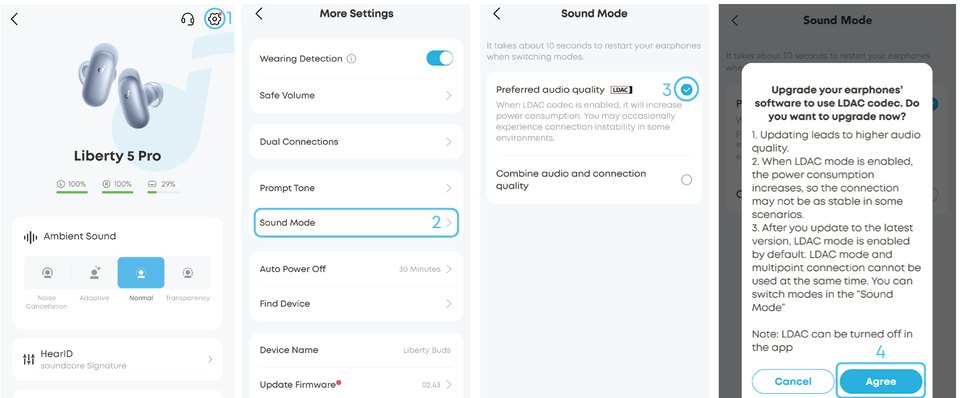 1
Liberty 5 Pro
L 100%
R 100%
29%
Ambient Sound
Noise
Cancellation
Adaptive
Normal
Transparency
HearID
soundcore Signature
More Settings
Wearing Detection
Safe Volume
Dual Connections
Prompt Tone
Sound Mode 2
Auto Power Off 30 Minutes
Find Device
Device Name Liberty Buds
Update Firmware 02.43
Sound Mode
It takes about 10 seconds to restart your earphones
when switching modes.
Preferred audio quality LDAC 3
When LDAC codec is enabled, it will increase
power consumption. You may occasionally
experience connection instability in some
environments.
Combine audio and connection
quality
Sound Mode
It takes about 10 seconds to restart your earphones
when
Upgrade your earphones’
software to use LDAC codec. Do
you want to upgrade now?
1. Updating leads to higher audio
quality.
2. When LDAC mode is enabled,
the power consumption
increases, so the connection
may not be as stable in some
scenarios.
3. After you update to the latest
version, LDAC mode is enabled
by default. LDAC mode and
multipoint connection cannot be
used at the same time. You can
switch modes in the “Sound
Mode”
Note: LDAC can be turned off in
the app
4
Cancel
Agree